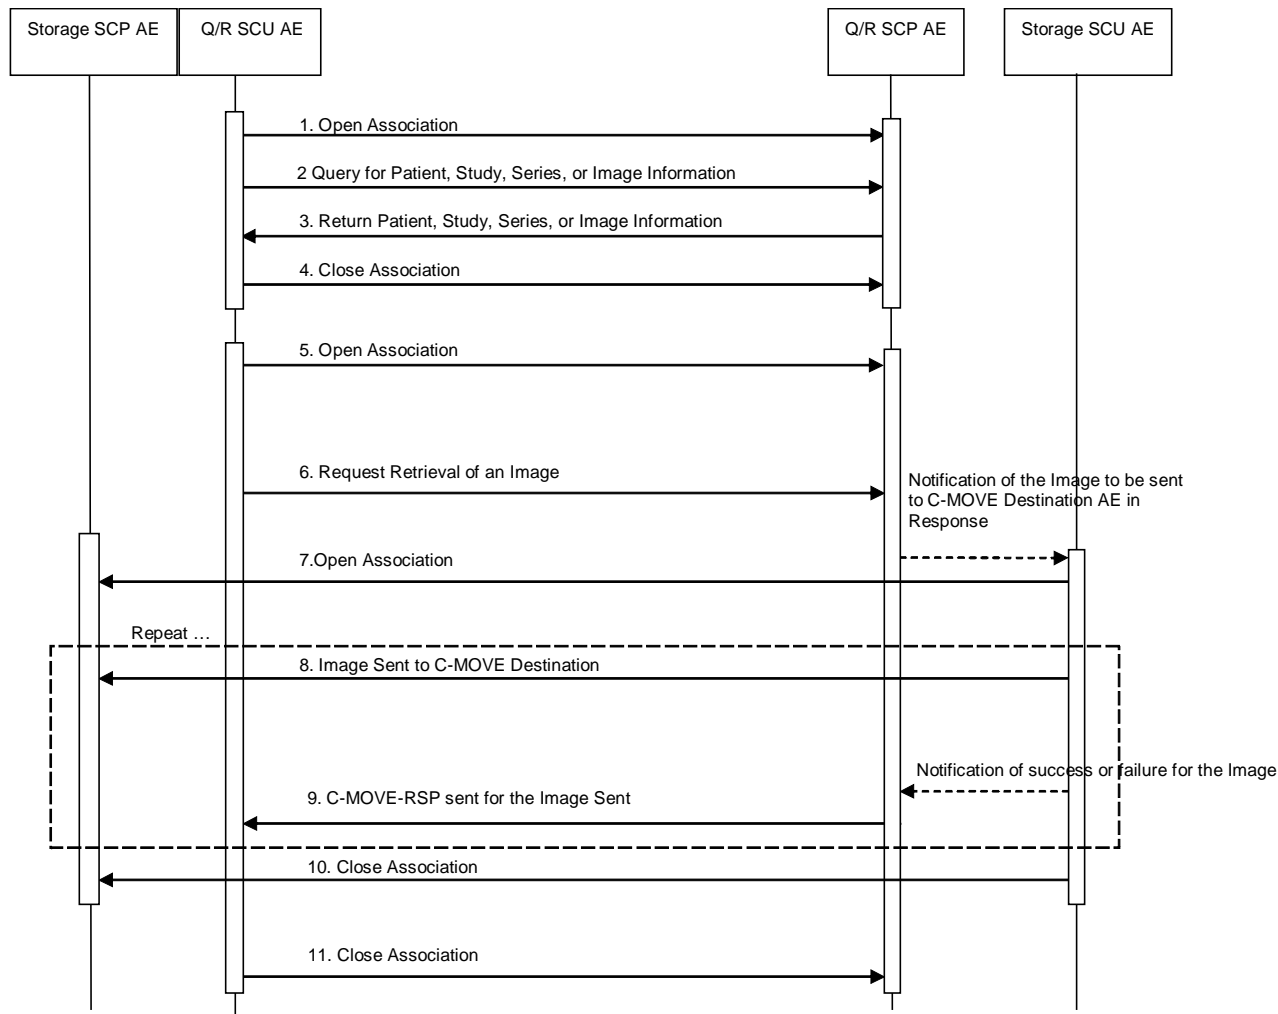 Storage SCP AE
Q/R SCU AE
Q/R SCP AE
Storage SCU AE
1. Open Association
2 Query for Patient, Study, Series, or Image Information
3. Return Patient, Study, Series, or Image Information
4. Close Association
5. Open Association
6. Request Retrieval of an Image
Notification of the Image to be sent
to C-MOVE Destination AE in
Response
7.Open Association
Repeat …
8. Image Sent to C-MOVE Destination
Notification of success or failure for the Image
9. C-MOVE-RSP sent for the Image Sent
10. Close Association
11. Close Association